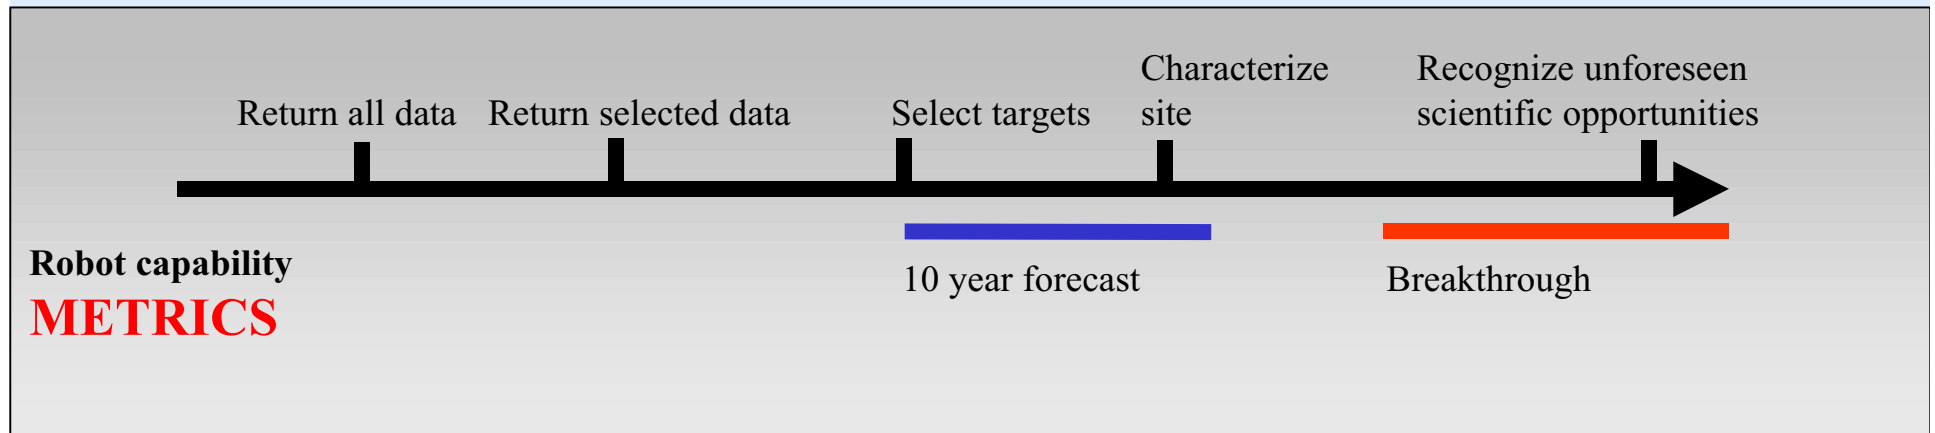 Return all data
Return selected data
Select targets
Characterize
site
Recognize unforeseen
scientific opportunities
Robot capability
METRICS
10 year forecast
Breakthrough